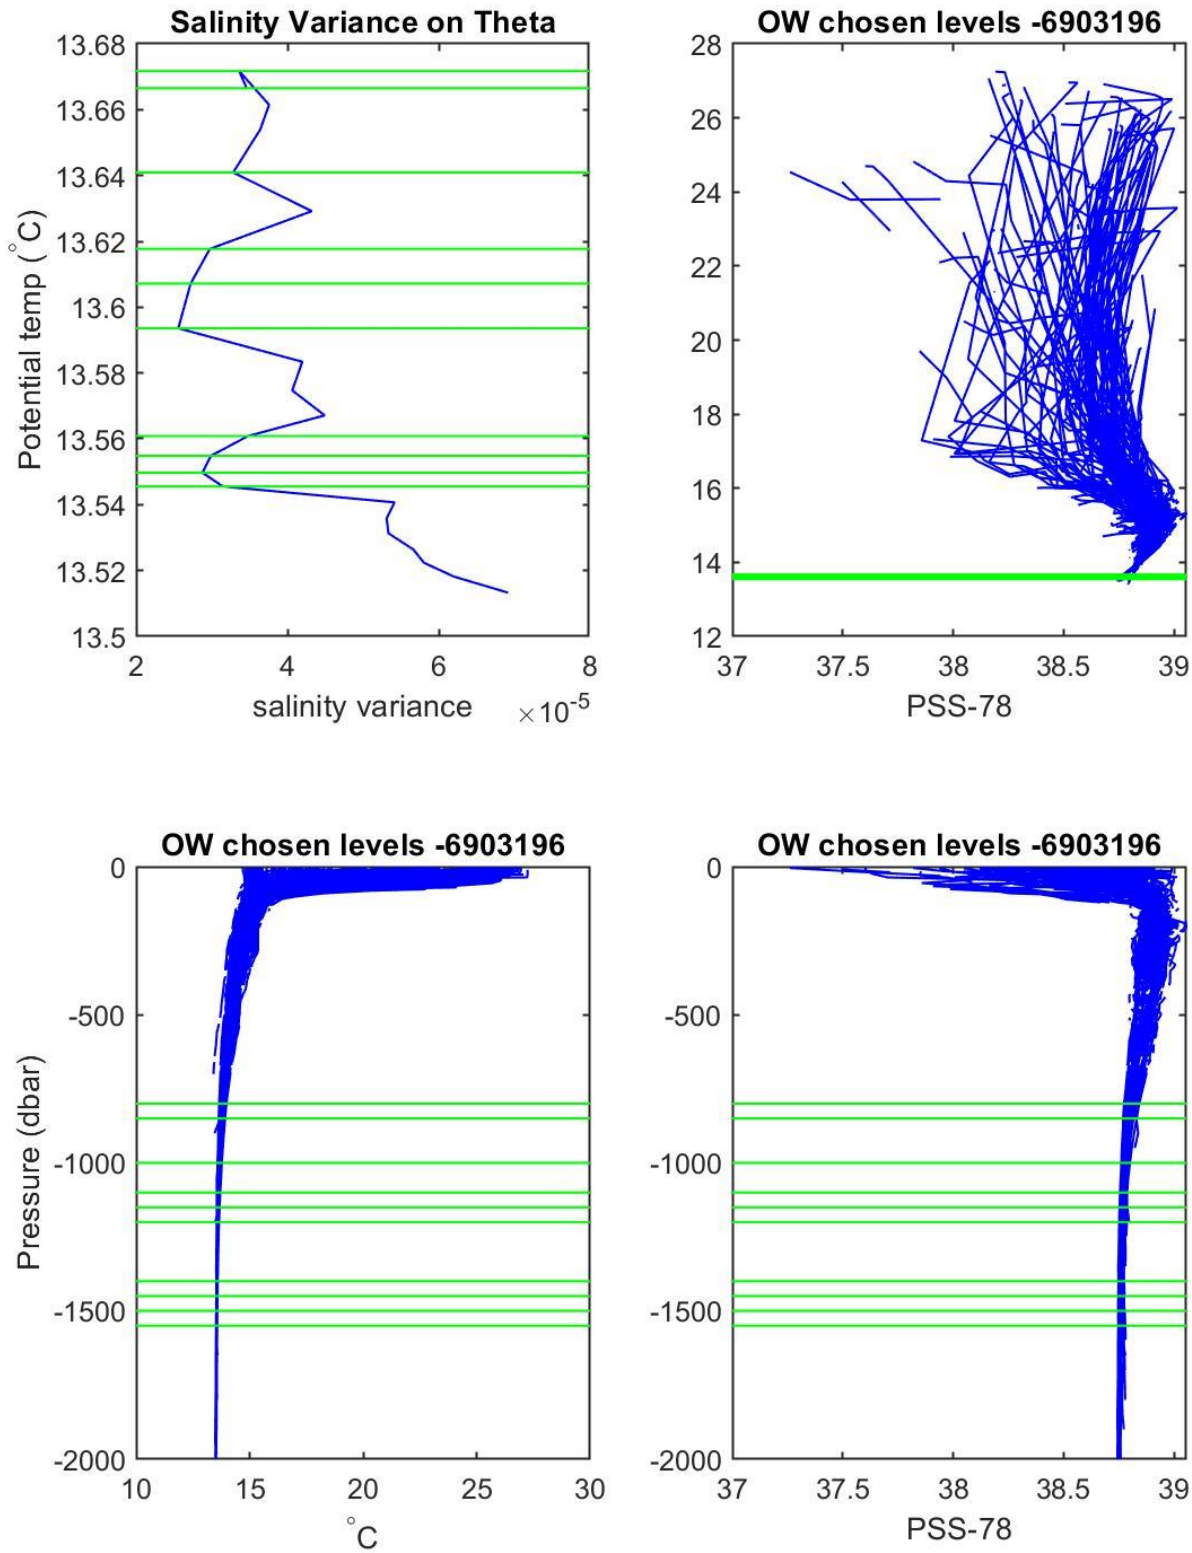 Salinity Variance on Theta
13.68
13.66
13.64
13.62
13.6
13.58
13.56
13.54
13.52
13.5
Potential temp (°C)
2 4 6 8
salinity variance ×10-5
OW chosen levels -6903196
28
26
24
22
20
18
16
14
12
37 37.5 38 38.5 39
PSS-78
OW chosen levels -6903196
0
-500
-1000
-1500
-2000
Pressure (dbar)
10 15 20 25 30
°C
OW chosen levels -6903196
0
-500
-1000
-1500
-2000
37 37.5 38 38.5 39
PSS-78